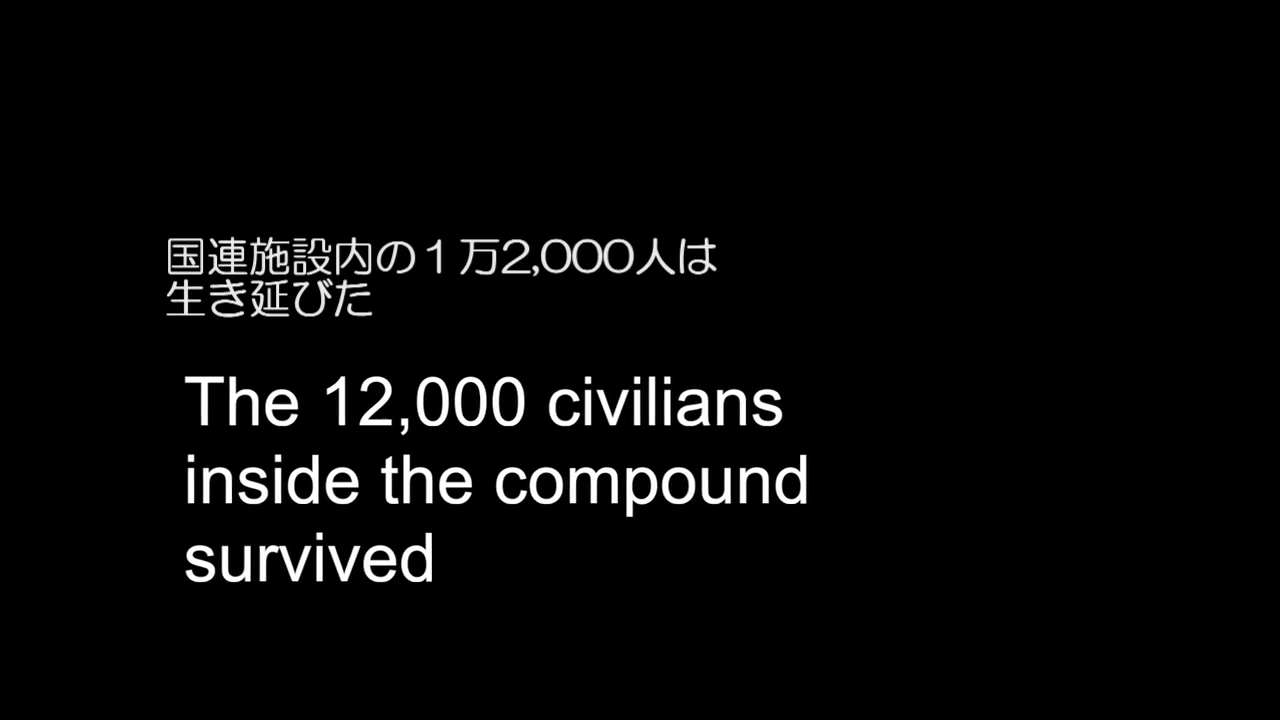 国連施設内の１万2,000人は
生き延びた
The 12,000 civilians
inside the compound
survived